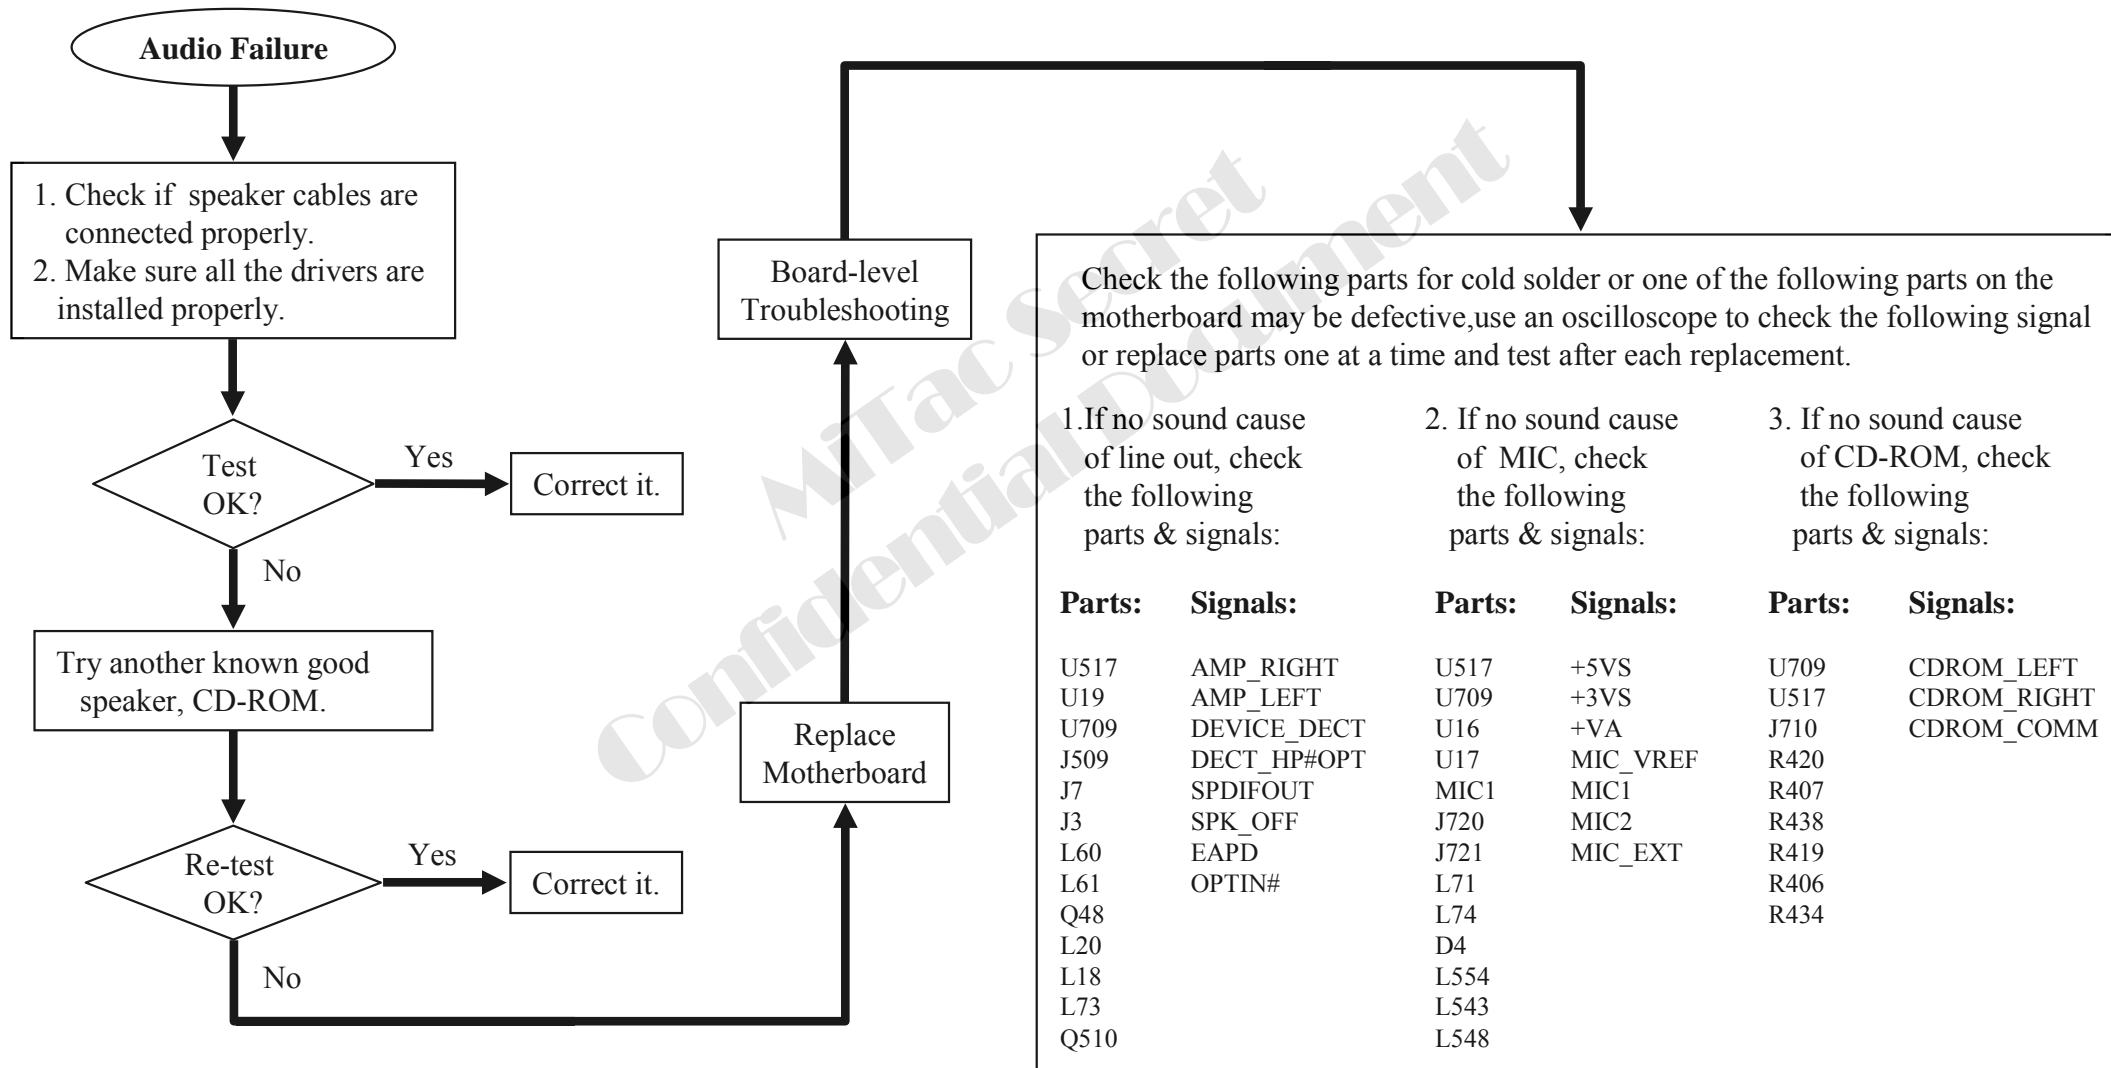 Audio Failure
1. Check if  speaker cables are
connected properly.
2. Make sure all the drivers are
installed properly.
Test
OK?
Yes
Correct it.
No
Try another known good
speaker, CD-ROM.
Re-test
OK?
Yes
Correct it.
No
Replace
Motherboard
Board-level
Troubleshooting
Check the following parts for cold solder or one of the following parts on the
motherboard may be defective,use an oscilloscope to check the following signal
or replace parts one at a time and test after each replacement.
1.If no sound cause
of line out, check
the following
parts & signals:
Parts: Signals:
U517 AMP_RIGHT
U19 AMP_LEFT
U709 DEVICE_DECT
J509 DECT_HP#OPT
J7 SPDIFOUT
J3 SPK_OFF
L60 EAPD
L61 OPTIN#
Q48
L20
L18
L73
Q510
2. If no sound cause
of  MIC, check
the following
parts & signals:
Parts: Signals:
U517 +5VS
U709 +3VS
U16 +VA
U17 MIC_VREF
MIC1 MIC1
J720 MIC2
J721 MIC_EXT
L71
L74
D4
L554
L543
L548
3. If no sound cause
of CD-ROM, check
the following
parts & signals:
Parts: Signals:
U709 CDROM_LEFT
U517 CDROM_RIGHT
J710 CDROM_COMM
R420
R407
R438
R419
R406
R434
MiTac Secret
Confidential Document